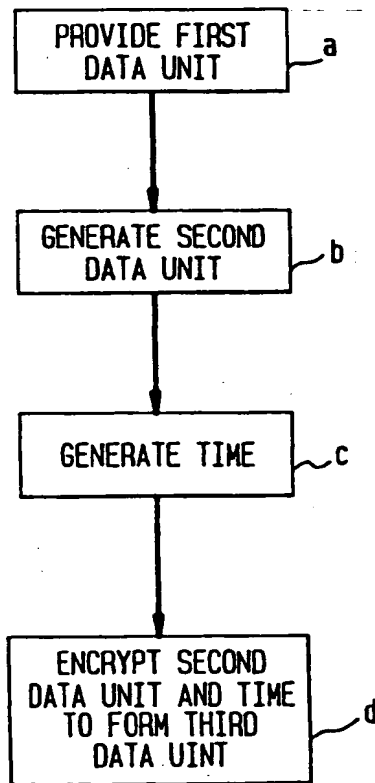 PROVIDE FIRST
DATA UNIT
a
GENERATE SECOND
DATA UNIT
b
GENERATE TIME
c
ENCRYPT SECOND
DATA UNIT AND TIME
TO FORM THIRD
DATA UINT
d